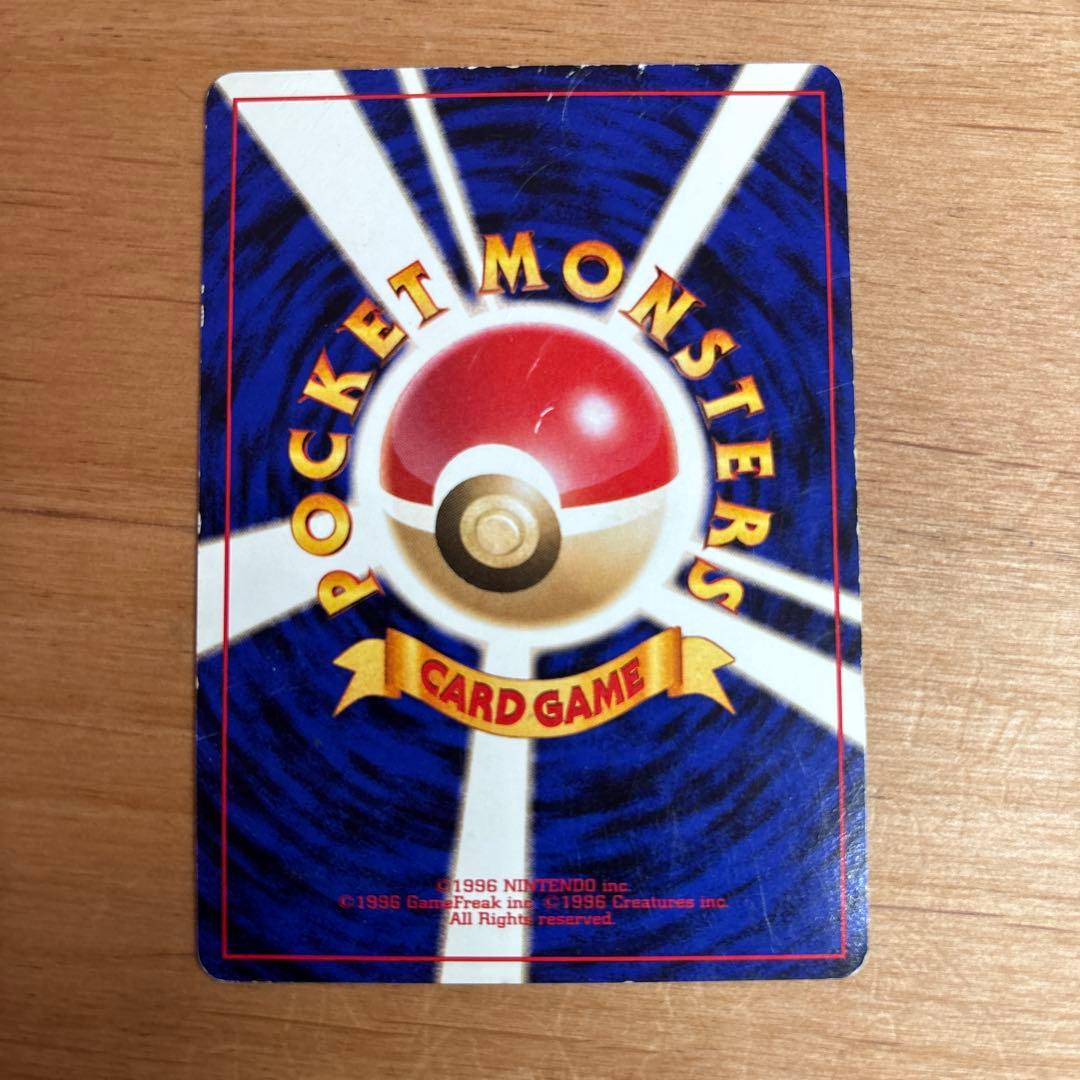 POCKET MONSTERS
CARD GAME
©1996 NINTENDO inc.
©1996 GameFreak inc. ©1996 Creatures inc.
All Rights reserved.